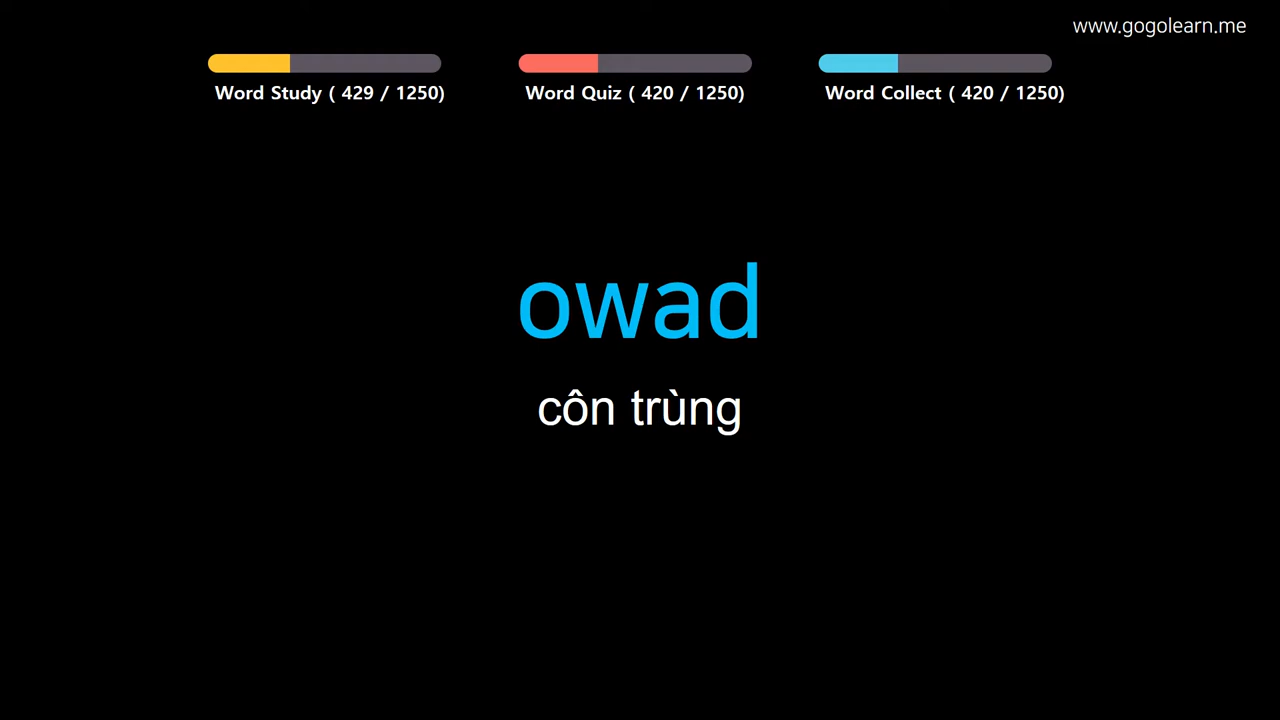 www.gogolearn.me
Word Study ( 429 / 1250)
Word Quiz ( 420 / 1250)
Word Collect ( 420 / 1250)
owad
côn trùng